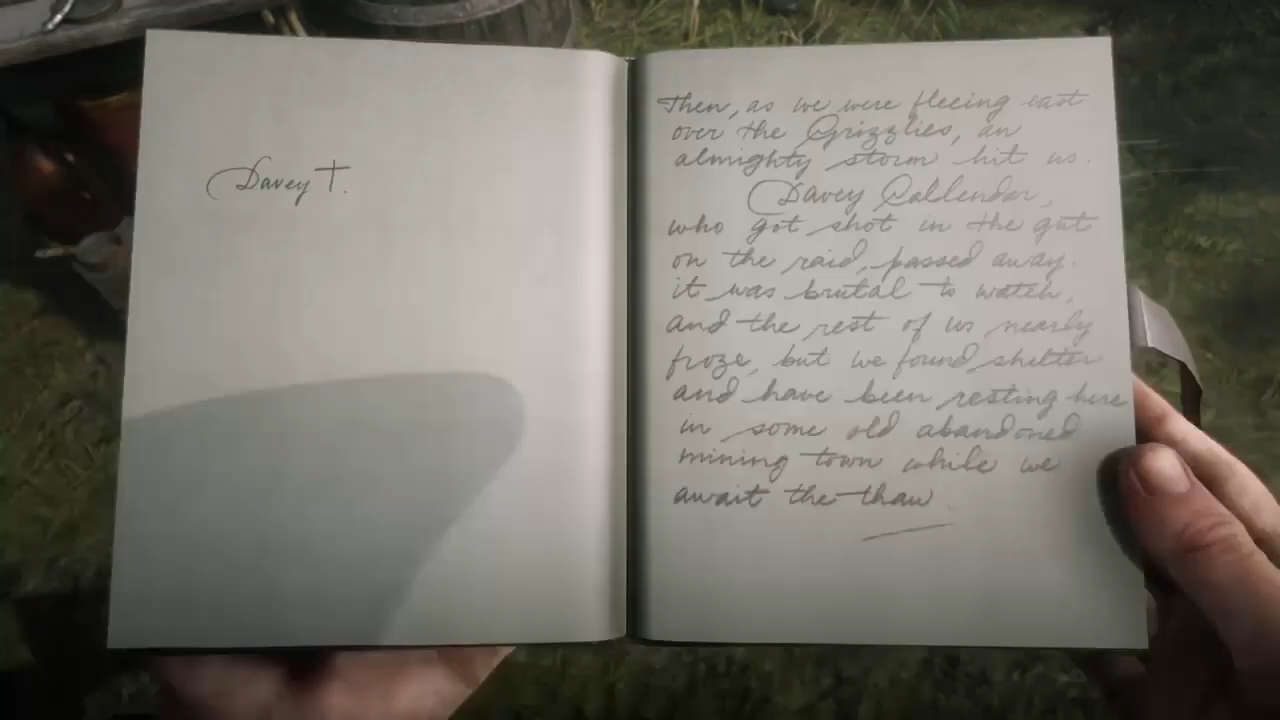 Davey T.
Then, as we were fleeing east
over the Grizzlies, an
almighty storm hit us.
Davey Callendar,
who got shot in the gut
on the raid, passed away.
it was brutal to watch,
and the rest of us nearly
froze, but we found shelter
and have been resting here
in some old abandoned
mining town while we
await the thaw